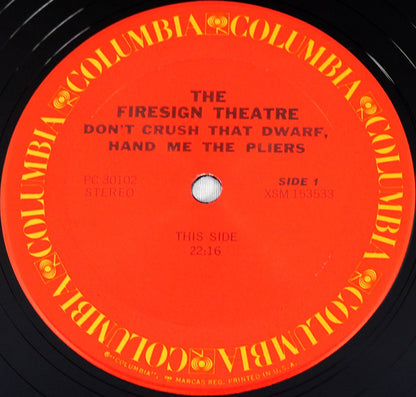 COLUMBIA COLUMBIA COLUMBIA COLUMBIA COLUMBIA COLUMBIA
THE
FIRESIGN THEATRE
DON'T CRUSH THAT DWARF,
HAND ME THE PLIERS
PC 30102
STEREO
SIDE 1
XSM 153533
THIS SIDE
22:16
"COLUMBIA", MARCAS REG. PRINTED IN U.S.A.